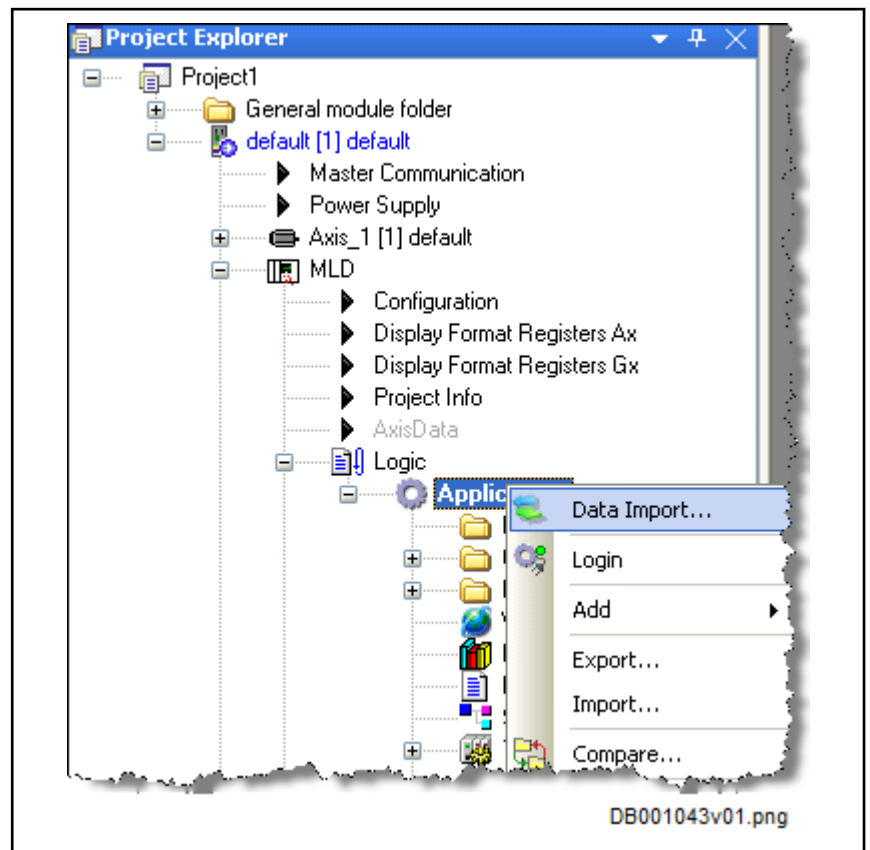 Project Explorer
Project1
General module folder
default [1] default
Master Communication
Power Supply
Axis_1 [1] default
MLD
Configuration
Display Format Registers Ax
Display Format Registers Gx
Project Info
AxisData
Logic
Data Import...
Login
Add
Export...
Import...
Compare...
DB001043v01.png